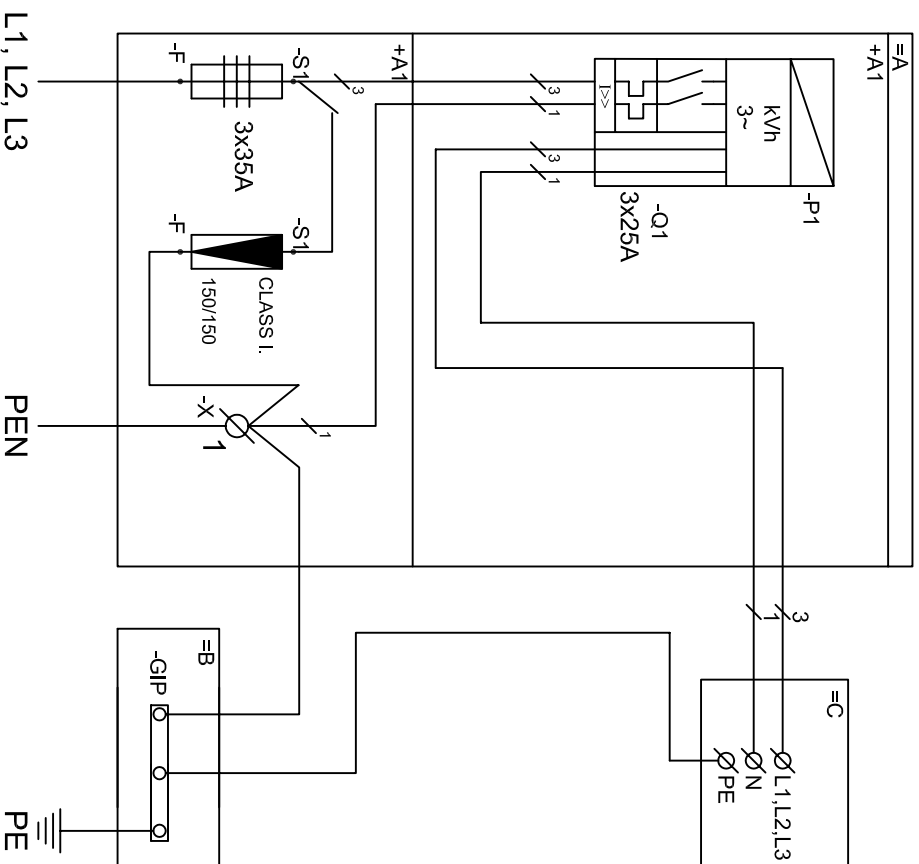 =A
+A1
-P1
kVh
3~
I>>
-Q1
3x25A
3
1
3
1
+A1
-S1
3
-F
3x35A
-S1
-F
CLASS I.
150/150
-X
1
1
L1, L2, L3
PEN
3
1
=C
L1,L2,L3
N
PE
=B
-GIP
PE